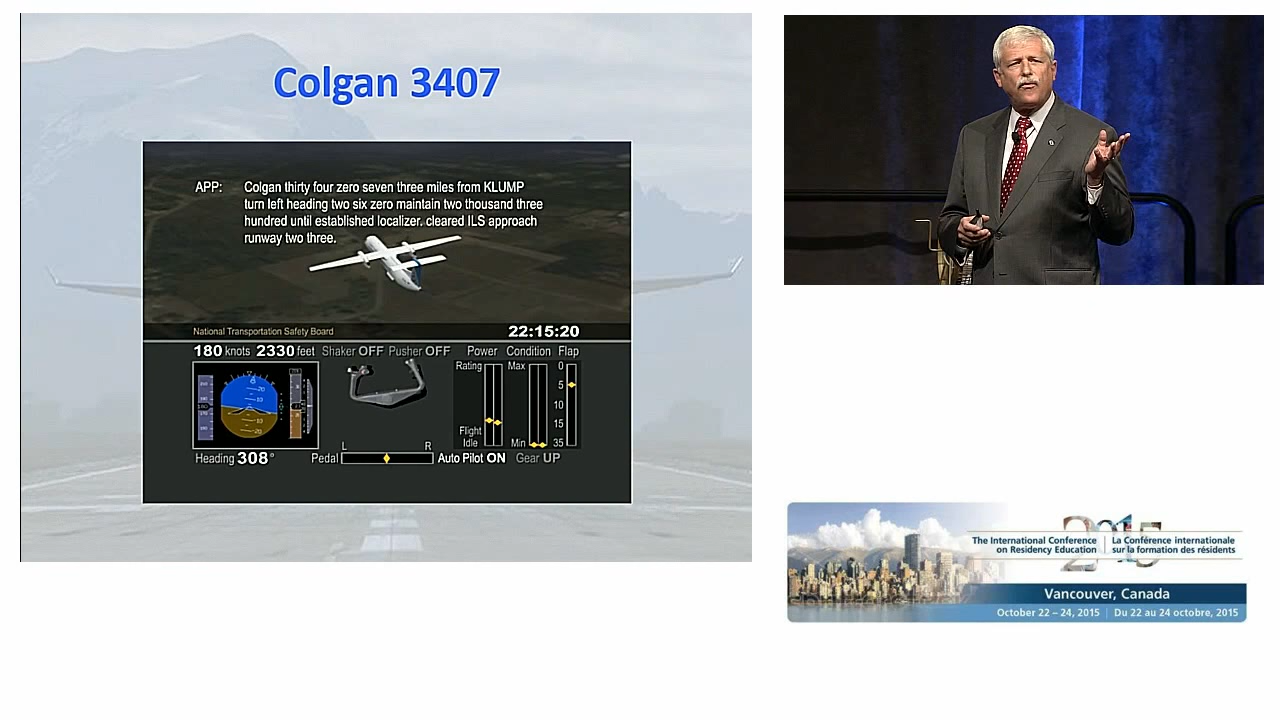 Colgan 3407
APP: Colgan thirty four zero seven three miles from KLUMP
turn left heading two six zero maintain two thousand three
hundred until established localizer. cleared ILS approach
runway two three.
National Transportation Safety Board 22:15:20
180 knots 2330 feet Shaker OFF Pusher OFF Power Condition Flap
Rating Max 0
5
10
15
Flight
Idle Min 35
L R
Heading 308° Pedal Auto Pilot ON Gear UP
2015
The International Conference
on Residency Education
La Conférence internationale
sur la formation des résidents
Vancouver, Canada
October 22 – 24, 2015 | Du 22 au 24 octobre, 2015